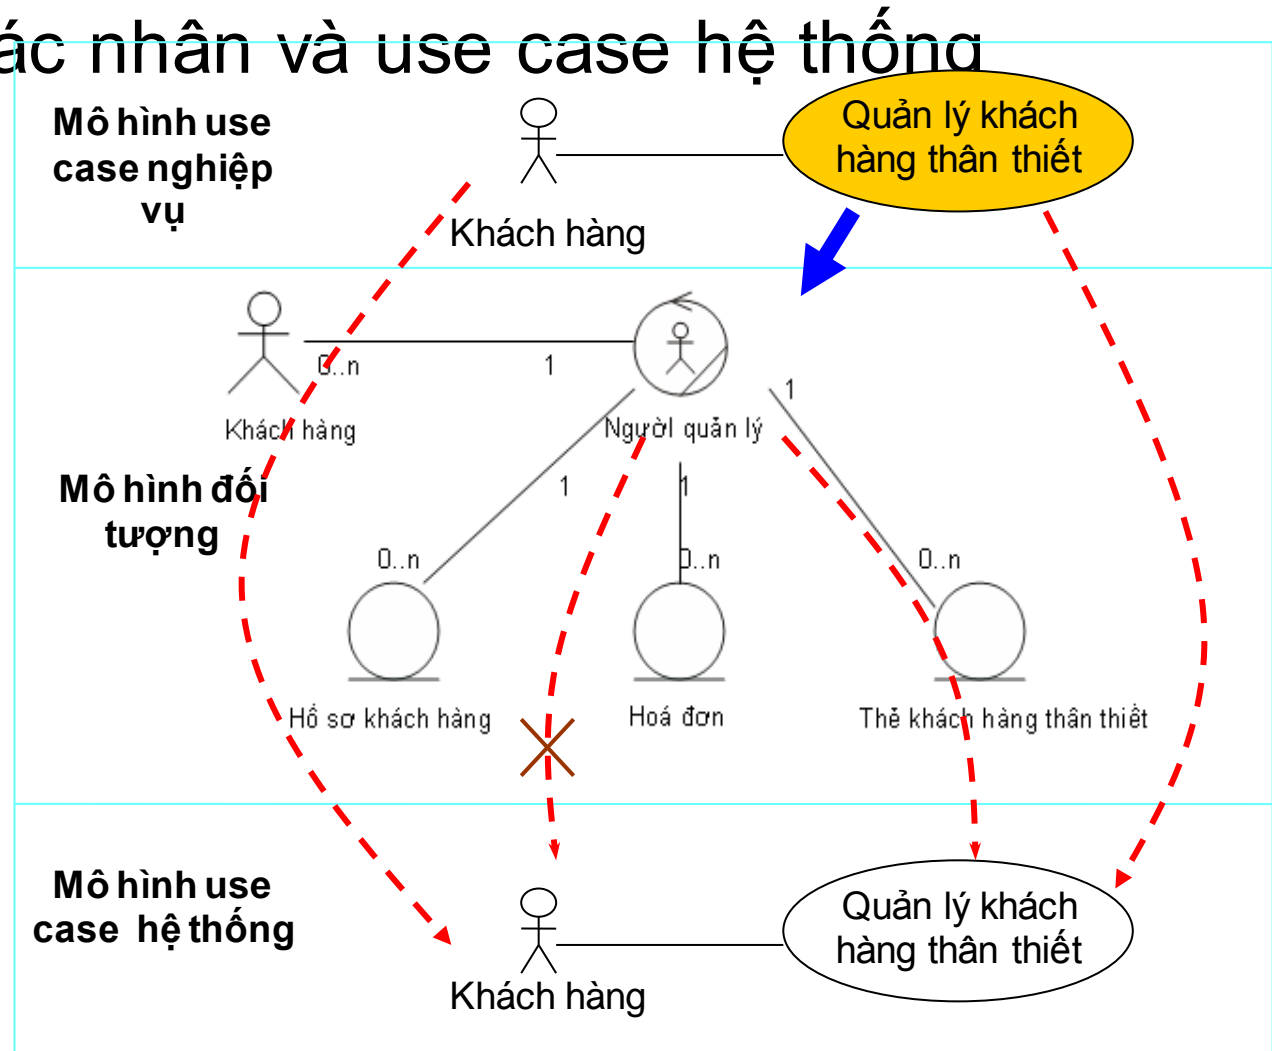 ác nhân và use case hệ thống
Mô hình use
case nghiệp
vụ
Quản lý khách
hàng thân thiết
Khách hàng
0..n
1
1
Khách hàng
Người quản lý
Mô hình đối
tượng
1
1
0..n
0..n
0..n
Hồ sơ khách hàng
Hoá đơn
Thẻ khách hàng thân thiết
Mô hình use
case hệ thống
Quản lý khách
hàng thân thiết
Khách hàng